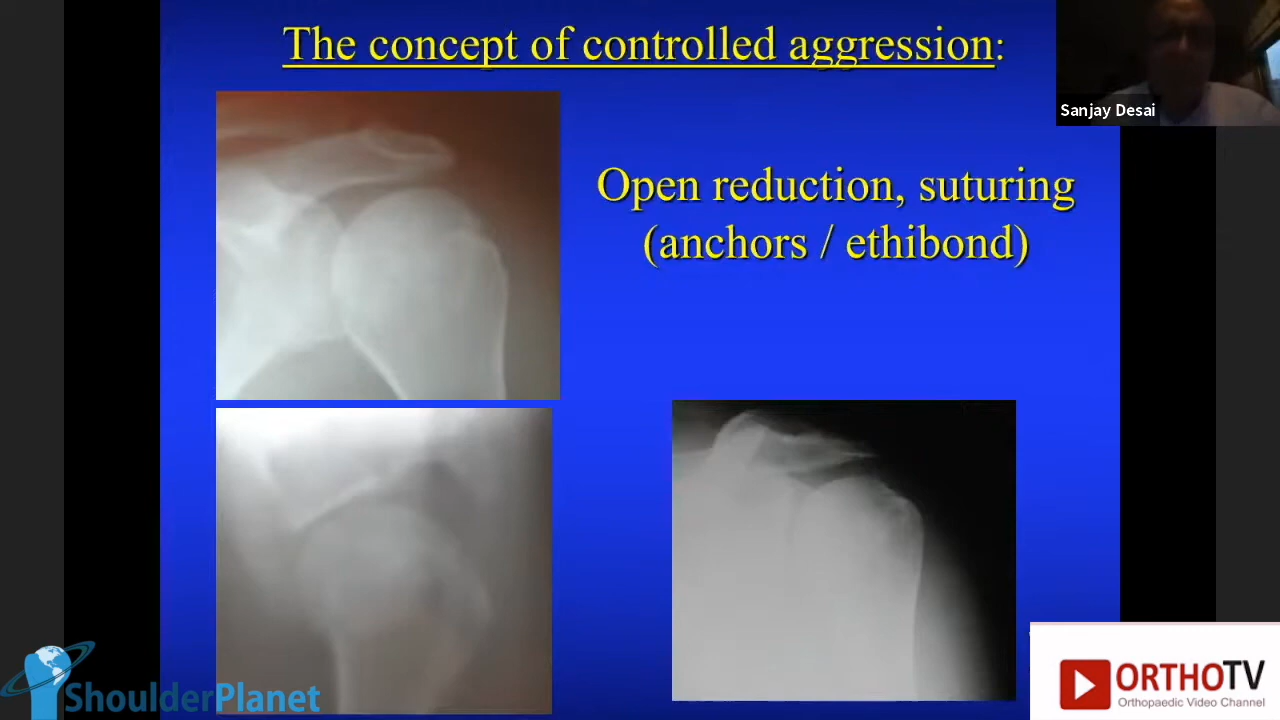 The concept of controlled aggression:
Sanjay Desai
Open reduction, suturing
(anchors / ethibond)
ShoulderPlanet
ORTHOTV
Orthopaedic Video Channel